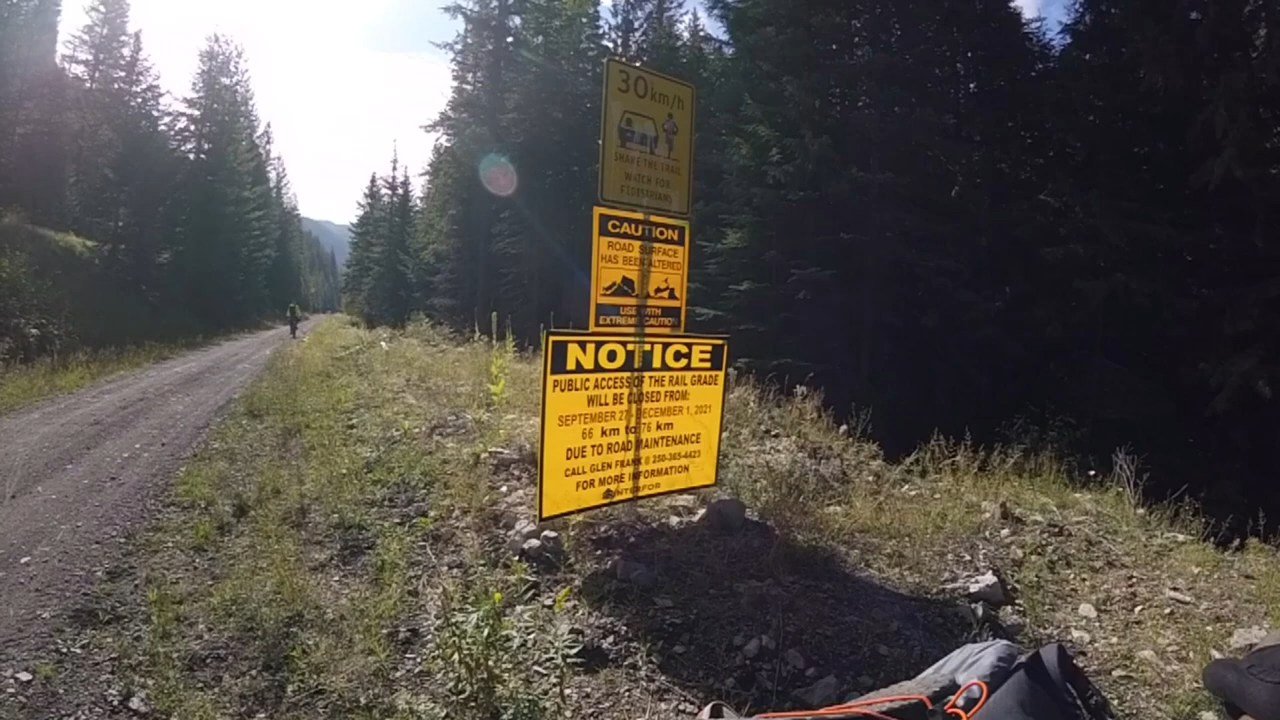 30km/h
SHARE THE TRAIL
WATCH FOR
PEDESTRIANS
CAUTION
ROAD SURFACE
HAS BEEN ALTERED
USE WITH
EXTREME CAUTION
NOTICE
PUBLIC ACCESS OF THE RAIL GRADE
WILL BE CLOSED FROM:
SEPTEMBER 27 - DECEMBER 1, 2021
66 km to 76 km
DUE TO ROAD MAINTENANCE
CALL GLEN FRANK @ 250-365-4423
FOR MORE INFORMATION
INTERFOR